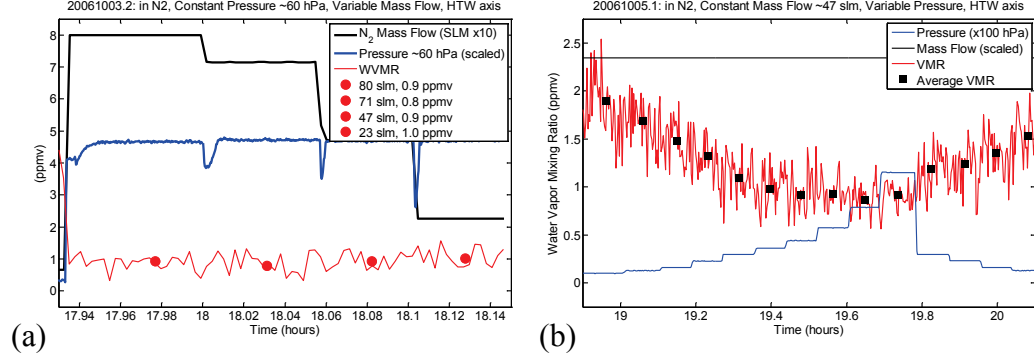 20061003.2: in N2, Constant Pressure ~60 hPa, Variable Mass Flow, HTW axis
8
7
6
5
4
3
2
1
0
(ppmv)
N2 Mass Flow (SLM x10)
Pressure ~60 hPa (scaled)
WVMR
80 slm, 0.9 ppmv
71 slm, 0.8 ppmv
47 slm, 0.9 ppmv
23 slm, 1.0 ppmv
17.94 17.96 17.98 18 18.02 18.04 18.06 18.08 18.1 18.12 18.14
Time (hours)
(a)
20061005.1: in N2, Constant Mass Flow ~47 slm, Variable Pressure, HTW axis
2.5
2
1.5
1
0.5
0
Water Vapor Mixing Ratio (ppmv)
Pressure (x100 hPa)
Mass Flow (scaled)
VMR
Average VMR
19 19.2 19.4 19.6 19.8 20
Time (hours)
(b)